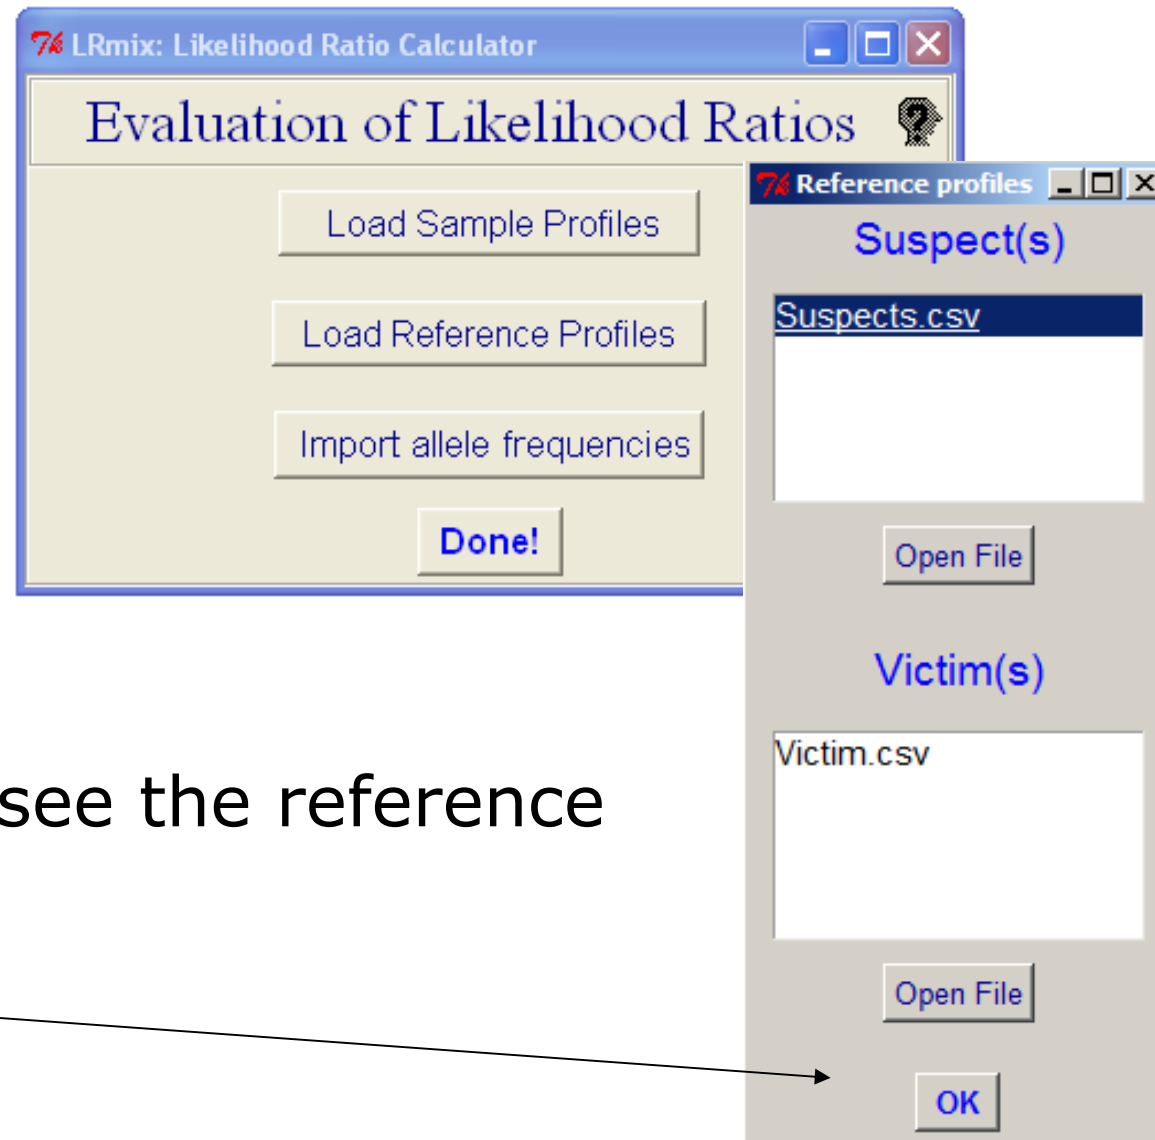 LRmix: Likelihood Ratio Calculator
Evaluation of Likelihood Ratios
?
Load Sample Profiles
Load Reference Profiles
Import allele frequencies
Done!
Reference profiles
Suspect(s)
Suspects.csv
Open File
Victim(s)
Victim.csv
Open File
OK
see the reference